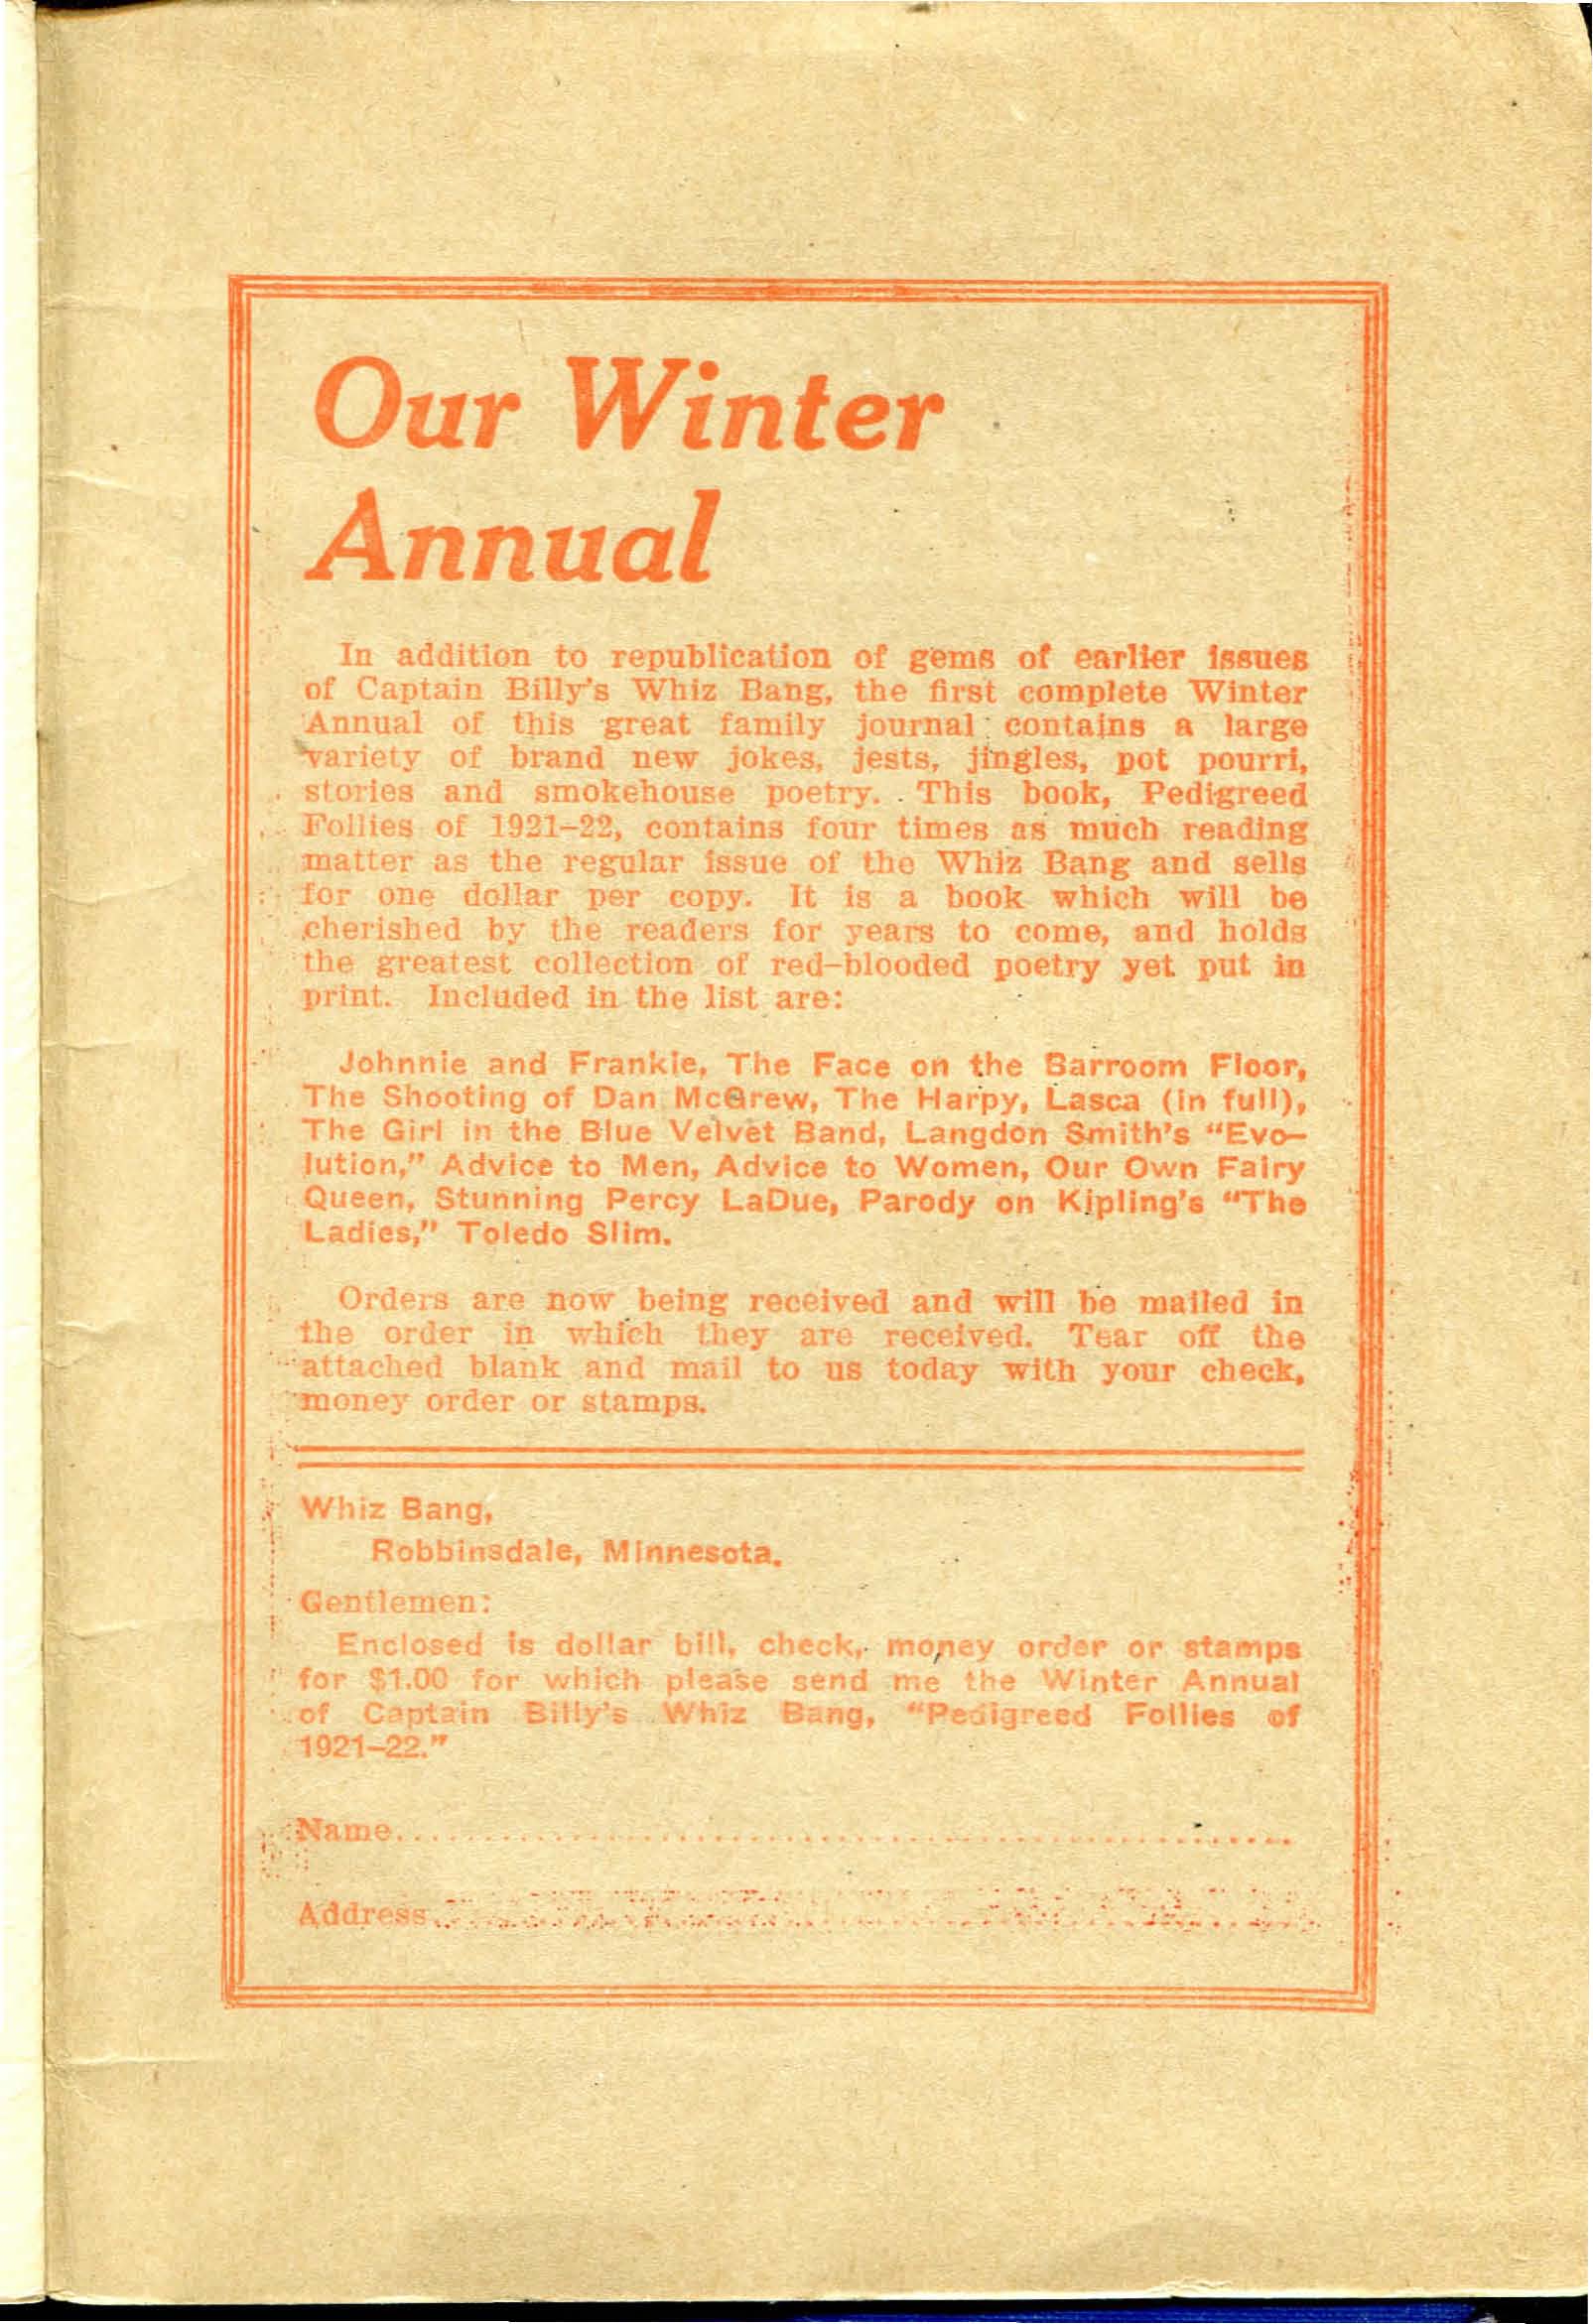 Our Winter
Annual
In addition to republication of gems of earlier issues
of Captain Billy's Whiz Bang, the first complete Winter
Annual of this great family journal contains a large
variety of brand new jokes, jests, jingles, pot pourri,
stories and smokehouse poetry. This book, Pedigreed
Follies of 1921–22, contains four times as much reading
matter as the regular issue of the Whiz Bang and sells
for one dollar per copy. It is a book which will be
cherished by the readers for years to come, and holds
the greatest collection of red-blooded poetry yet put in
print. Included in the list are:
Johnnie and Frankie, The Face on the Barroom Floor,
The Shooting of Dan McGrew, The Harpy, Lasca (in full),
The Girl in the Blue Velvet Band, Langdon Smith's "Evo-
lution," Advice to Men, Advice to Women, Our Own Fairy
Queen, Stunning Percy LaDue, Parody on Kipling's "The
Ladies," Toledo Slim.
Orders are now being received and will be mailed in
the order in which they are received. Tear off the
attached blank and mail to us today with your check,
money order or stamps.
Whiz Bang,
Robbinsdale, Minnesota.
Gentlemen:
Enclosed is dollar bill, check, money order or stamps
for $1.00 for which please send me the Winter Annual
of Captain Billy's Whiz Bang, "Pedigreed Follies of
1921–22."
Name
Address